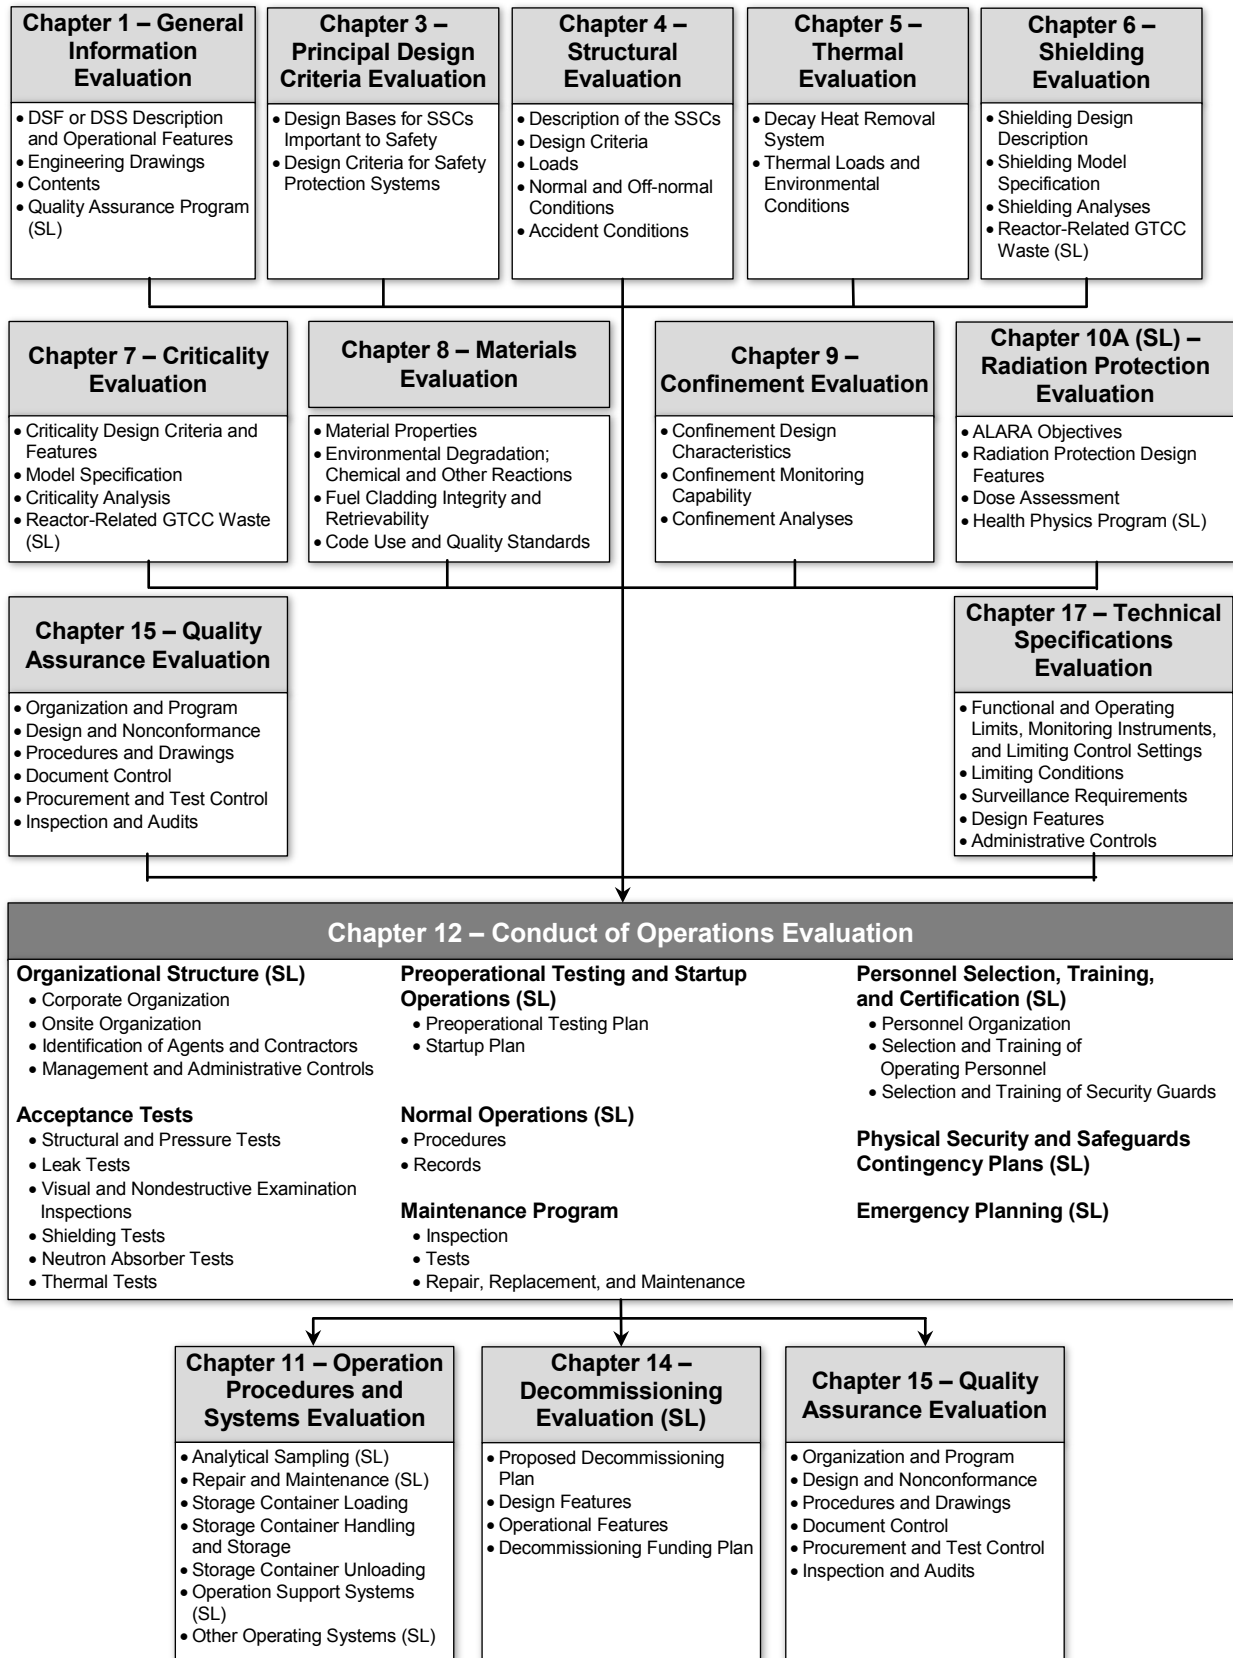 Chapter 1 – General
Information
Evaluation
• DSF or DSS Description
and Operational Features
• Engineering Drawings
• Contents
• Quality Assurance Program
(SL)
Chapter 3 –
Principal Design
Criteria Evaluation
• Design Bases for SSCs
Important to Safety
• Design Criteria for Safety
Protection Systems
Chapter 4 –
Structural
Evaluation
• Description of the SSCs
• Design Criteria
• Loads
• Normal and Off-normal
Conditions
• Accident Conditions
Chapter 5 –
Thermal
Evaluation
• Decay Heat Removal
System
• Thermal Loads and
Environmental
Conditions
Chapter 6 –
Shielding
Evaluation
• Shielding Design
Description
• Shielding Model
Specification
• Shielding Analyses
• Reactor-Related GTCC
Waste (SL)
Chapter 7 – Criticality
Evaluation
• Criticality Design Criteria and
Features
• Model Specification
• Criticality Analysis
• Reactor-Related GTCC Waste
(SL)
Chapter 8 – Materials
Evaluation
• Material Properties
• Environmental Degradation;
Chemical and Other Reactions
• Fuel Cladding Integrity and
Retrievability
• Code Use and Quality Standards
Chapter 9 –
Confinement Evaluation
• Confinement Design
Characteristics
• Confinement Monitoring
Capability
• Confinement Analyses
Chapter 10A (SL) –
Radiation Protection
Evaluation
• ALARA Objectives
• Radiation Protection Design
Features
• Dose Assessment
• Health Physics Program (SL)
Chapter 15 – Quality
Assurance Evaluation
• Organization and Program
• Design and Nonconformance
• Procedures and Drawings
• Document Control
• Procurement and Test Control
• Inspection and Audits
Chapter 17 – Technical
Specifications
Evaluation
• Functional and Operating
Limits, Monitoring Instruments,
and Limiting Control Settings
• Limiting Conditions
• Surveillance Requirements
• Design Features
• Administrative Controls
Chapter 12 – Conduct of Operations Evaluation
Organizational Structure (SL)
• Corporate Organization
• Onsite Organization
• Identification of Agents and Contractors
• Management and Administrative Controls
Acceptance Tests
• Structural and Pressure Tests
• Leak Tests
• Visual and Nondestructive Examination
Inspections
• Shielding Tests
• Neutron Absorber Tests
• Thermal Tests
Preoperational Testing and Startup
Operations (SL)
• Preoperational Testing Plan
• Startup Plan
Normal Operations (SL)
• Procedures
• Records
Maintenance Program
• Inspection
• Tests
• Repair, Replacement, and Maintenance
Personnel Selection, Training,
and Certification (SL)
• Personnel Organization
• Selection and Training of
Operating Personnel
• Selection and Training of Security Guards
Physical Security and Safeguards
Contingency Plans (SL)
Emergency Planning (SL)
Chapter 11 – Operation
Procedures and
Systems Evaluation
• Analytical Sampling (SL)
• Repair and Maintenance (SL)
• Storage Container Loading
• Storage Container Handling
and Storage
• Storage Container Unloading
• Operation Support Systems
(SL)
• Other Operating Systems (SL)
Chapter 14 –
Decommissioning
Evaluation (SL)
• Proposed Decommissioning
Plan
• Design Features
• Operational Features
• Decommissioning Funding Plan
Chapter 15 – Quality
Assurance Evaluation
• Organization and Program
• Design and Nonconformance
• Procedures and Drawings
• Document Control
• Procurement and Test Control
• Inspection and Audits